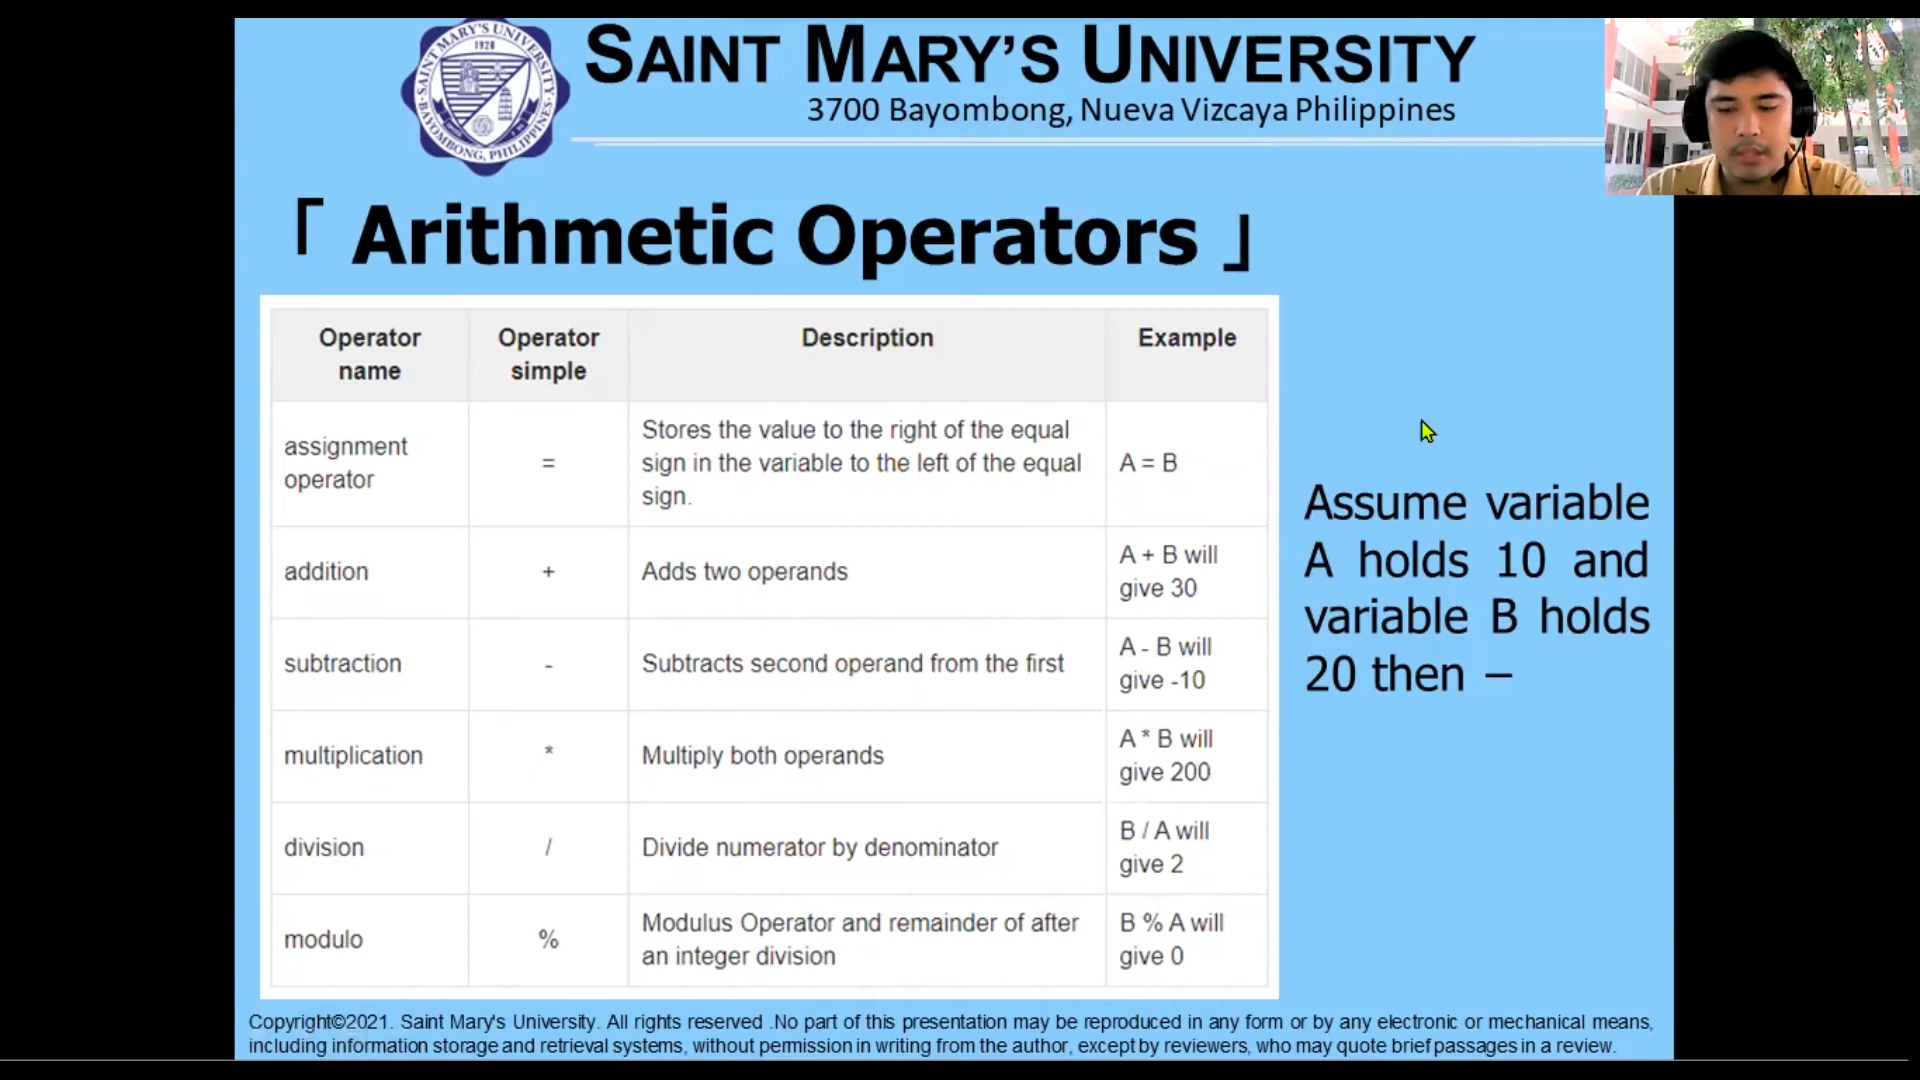 SAINT MARY'S UNIVERSITY
3700 Bayombong, Nueva Vizcaya Philippines
SAINT MARY'S UNIVERSITY
1928
BAYOMBONG, PHILIPPINES
「 Arithmetic Operators 」
Operator name
Operator simple
Description
Example
assignment operator
=
Stores the value to the right of the equal
sign in the variable to the left of the equal
sign.
A = B
addition
+
Adds two operands
A + B will
give 30
subtraction
-
Subtracts second operand from the first
A - B will
give -10
multiplication
*
Multiply both operands
A * B will
give 200
division
/
Divide numerator by denominator
B / A will
give 2
modulo
%
Modulus Operator and remainder of after
an integer division
B % A will
give 0
Assume variable
A holds 10 and
variable B holds
20 then –
Copyright©2021. Saint Mary's University. All rights reserved .No part of this presentation may be reproduced in any form or by any electronic or mechanical means,
including information storage and retrieval systems, without permission in writing from the author, except by reviewers, who may quote brief passages in a review.